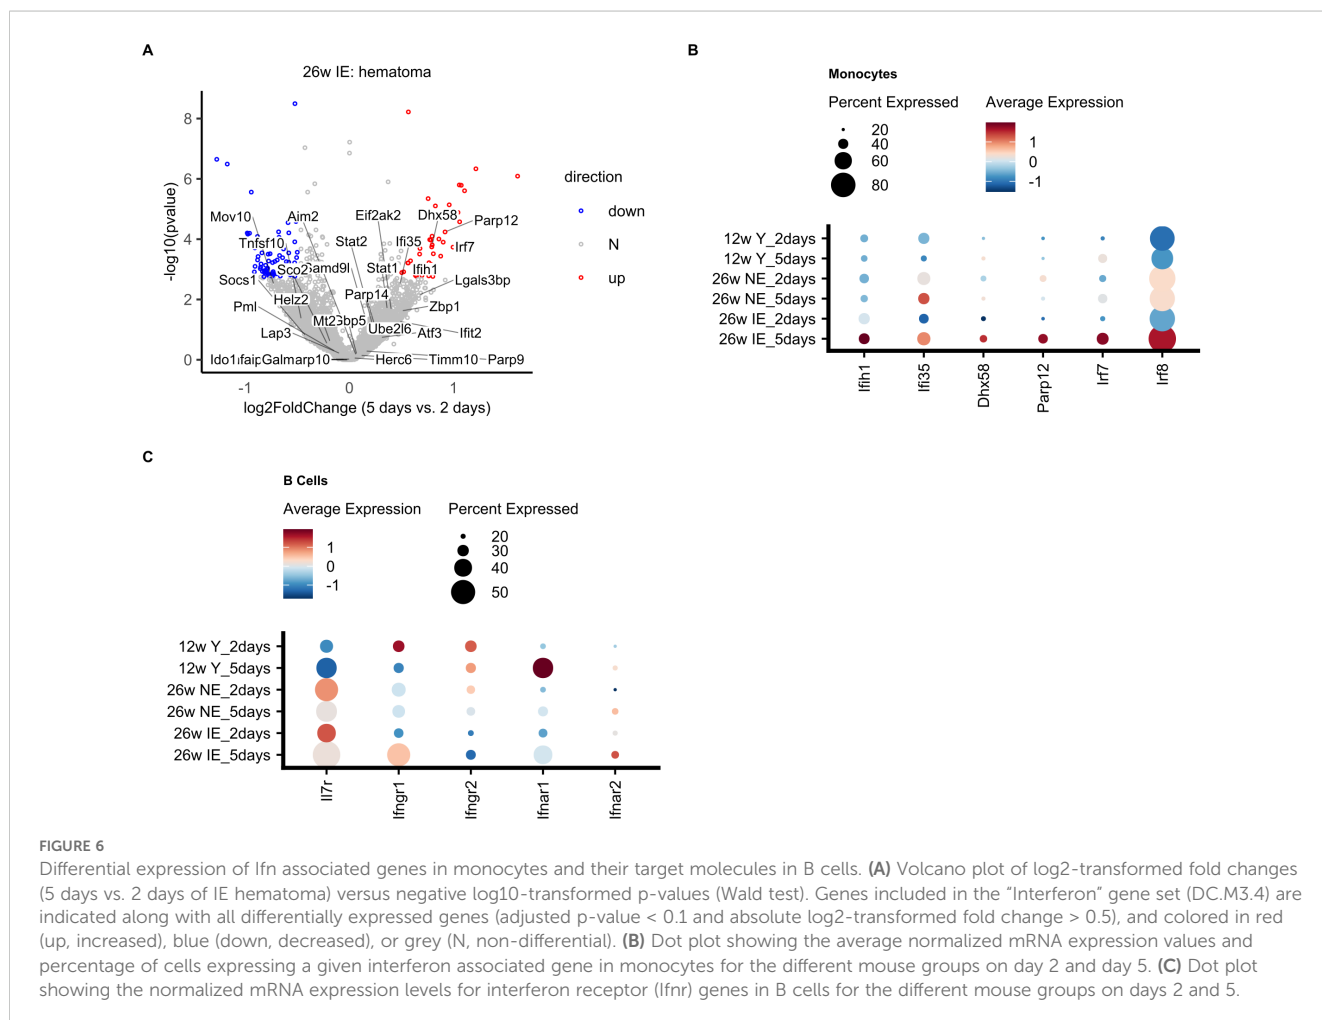 A
26w IE: hematoma
8
6
4
2
0
-log10(pvalue)
-1
0
1
log2FoldChange (5 days vs. 2 days)
Mov10
Aim2
Eif2ak2
Dhx58
Parp12
Tnfsf10
Stat2
Ifi35
Irf7
Sco2
Samd9l
Stat1
Ifih1
Socs1
Lgals3bp
Helz2
Parp14
Pml
Zbp1
Mt2
Lap3
Ube2l6
Atf3
Ifit2
Ido1
Herc6
Timm10
Parp9
direction
down
N
up
B
Monocytes
Percent Expressed
20
40
60
80
Average Expression
1
0
-1
12w Y_2days
12w Y_5days
26w NE_2days
26w NE_5days
26w IE_2days
26w IE_5days
Ifih1
Ifi35
Dhx58
Parp12
Irf7
Irf8
C
B Cells
Average Expression
1
0
-1
Percent Expressed
20
30
40
50
12w Y_2days
12w Y_5days
26w NE_2days
26w NE_5days
26w IE_2days
26w IE_5days
Il7r
Ifngr1
Ifngr2
Ifnar1
Ifnar2
FIGURE 6
Differential expression of Ifn associated genes in monocytes and their target molecules in B cells. (A) Volcano plot of log2-transformed fold changes
(5 days vs. 2 days of IE hematoma) versus negative log10-transformed p-values (Wald test). Genes included in the “Interferon” gene set (DC.M3.4) are
indicated along with all differentially expressed genes (adjusted p-value < 0.1 and absolute log2-transformed fold change > 0.5), and colored in red
(up, increased), blue (down, decreased), or grey (N, non-differential). (B) Dot plot showing the average normalized mRNA expression values and
percentage of cells expressing a given interferon associated gene in monocytes for the different mouse groups on day 2 and day 5. (C) Dot plot
showing the normalized mRNA expression levels for interferon receptor (Ifnr) genes in B cells for the different mouse groups on days 2 and 5.